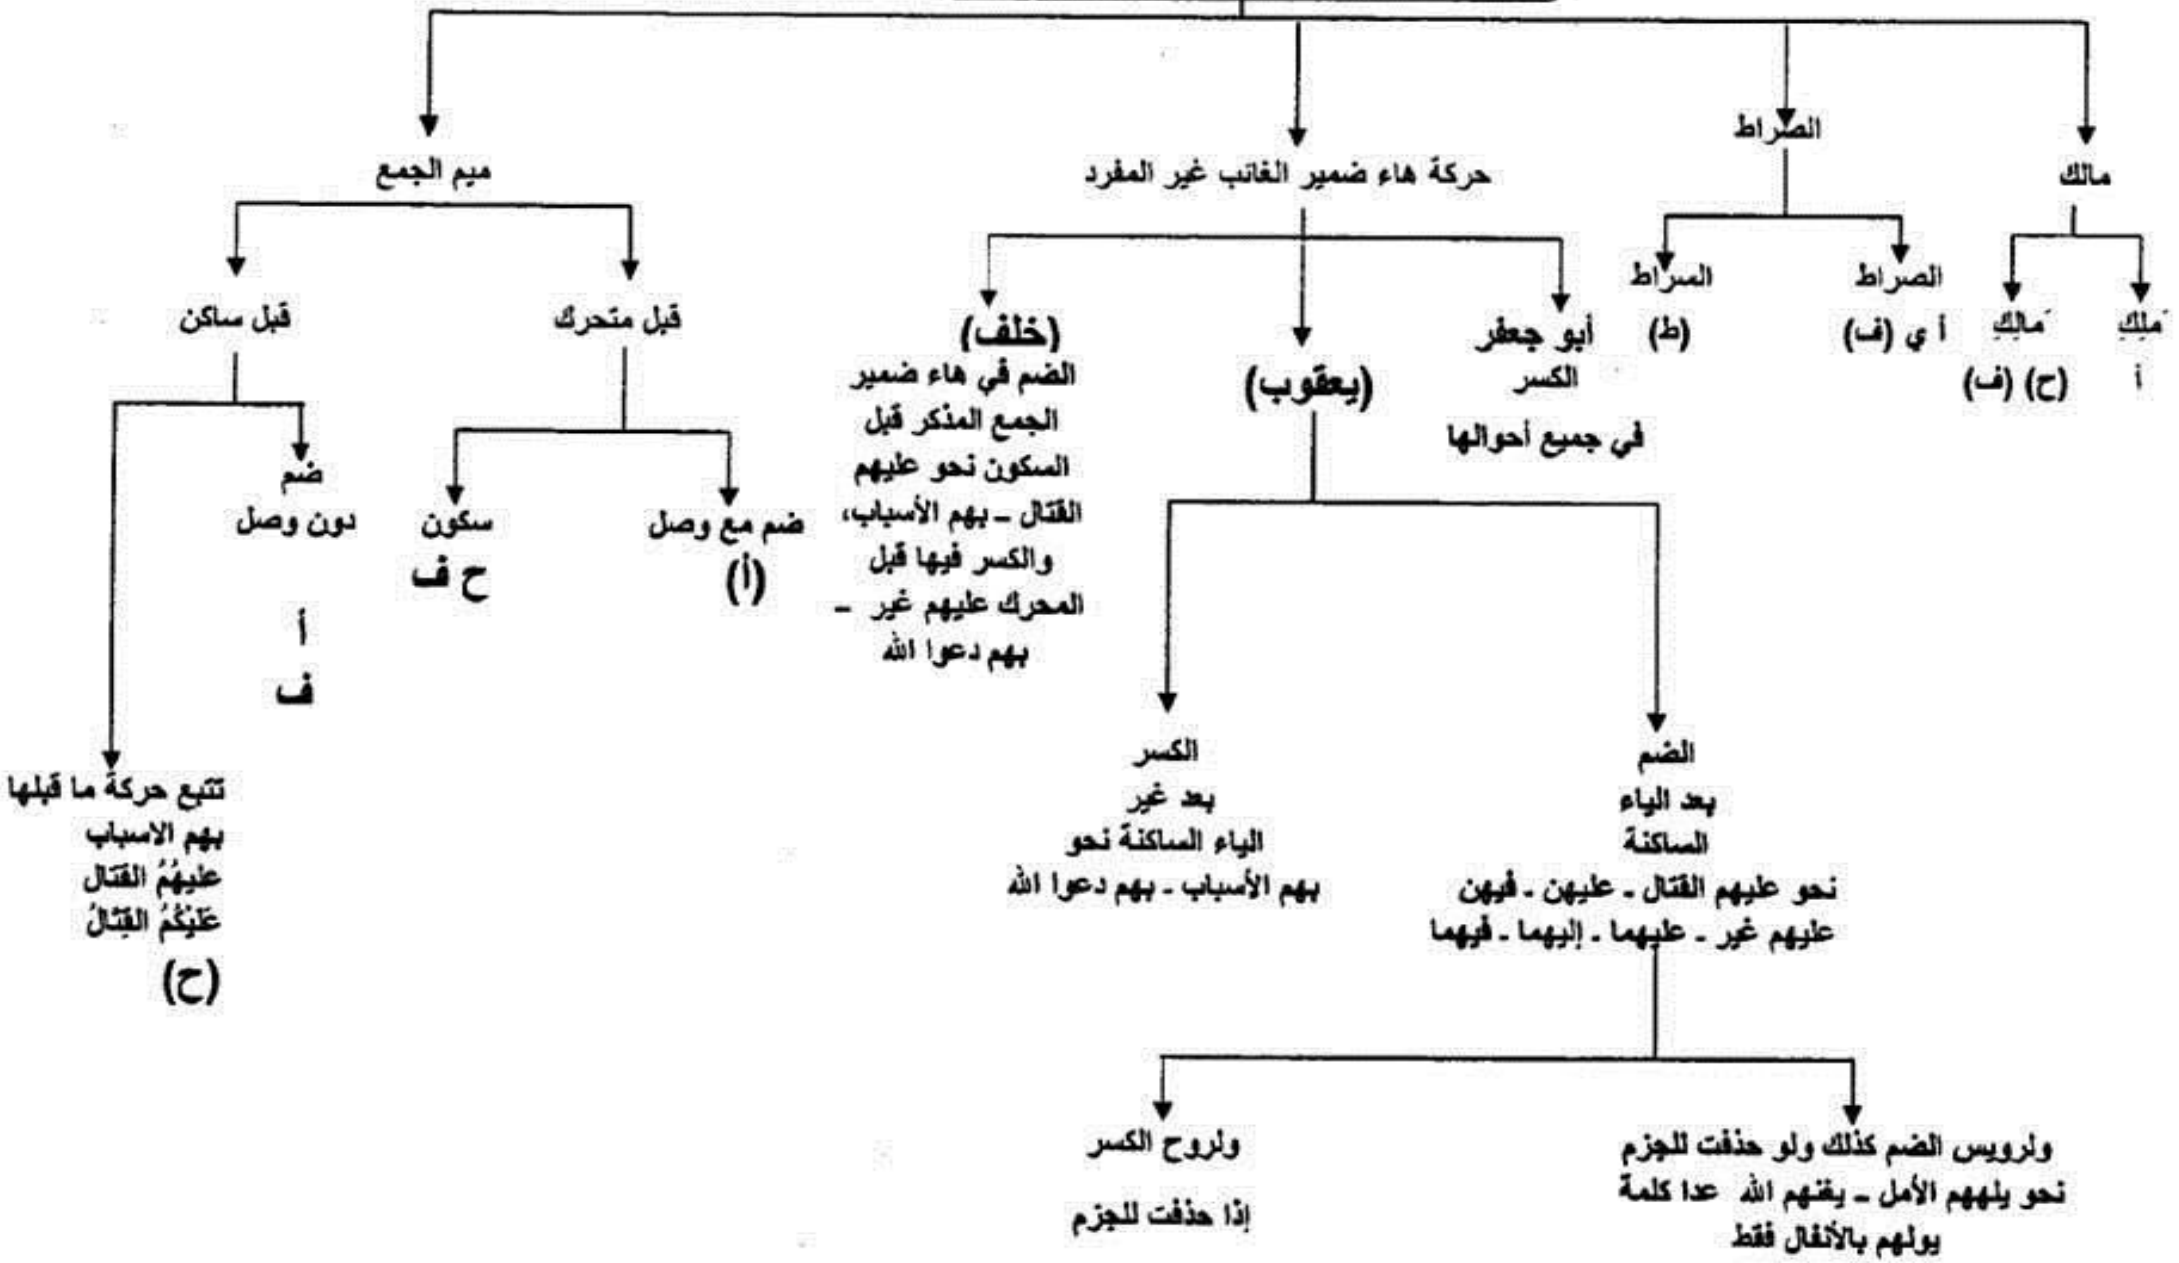 مالك
مَلِكِ
أ
مَالِكِ
(ح) (ف)
الصراط
الصراط
أ ي (ف)
السراط
(ط)
حركة هاء ضمير الغائب غير المفرد
أبو جعفر
الكسر
في جميع أحوالها
(يعقوب)
الضم
بعد الياء
الساكنة
نحو عليهم القتال ـ عليهن ـ فيهن
عليهم غير ـ عليهما ـ إليهما ـ فيهما
ولرويس الضم كذلك ولو حذفت للجزم
نحو يلههم الأمل ـ يغنهم الله عدا كلمة
يولهم بالأنفال فقط
ولروح الكسر
إذا حذفت للجزم
الكسر
بعد غير
الياء الساكنة نحو
بهم الأسباب ـ بهم دعوا الله
(خلف)
الضم في هاء ضمير
الجمع المذكر قبل
السكون نحو عليهم
القتال ـ بهم الأسباب،
والكسر فيها قبل
المحرك عليهم غير ـ
بهم دعوا الله
ميم الجمع
قبل متحرك
ضم مع وصل
(أ)
سكون
ح ف
قبل ساكن
ضم
دون وصل
أ
ف
تتبع حركة ما قبلها
بهم الاسباب
عليهُمُ القتال
عَلَيْكُمُ القِتَالُ
(ح)